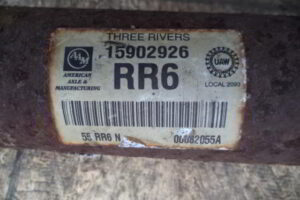 THREE RIVERS
15902926
RR6
AMERICAN
AXLE &
MANUFACTURING
UAW
LOCAL 2093
55 RR6 N
00082055A